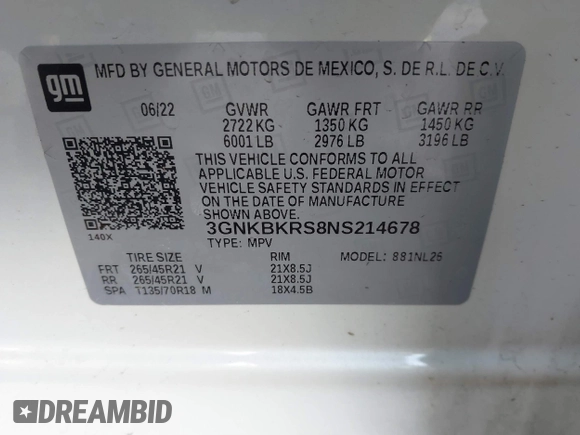 gm
MFD BY GENERAL MOTORS DE MEXICO, S. DE R.L. DE C.V.
06/22 GVWR GAWR FRT GAWR RR
2722 KG 1350 KG 1450 KG
6001 LB 2976 LB 3196 LB
THIS VEHICLE CONFORMS TO ALL
APPLICABLE U.S. FEDERAL MOTOR
VEHICLE SAFETY STANDARDS IN EFFECT
ON THE DATE OF MANUFACTURE
SHOWN ABOVE.
140X
3GNKBKRS8NS214678
TYPE: MPV
TIRE SIZE RIM MODEL: 881NL26
FRT 265/45R21 V 21X8.5J
RR 265/45R21 V 21X8.5J
SPA T135/70R18 M 18X4.5B
DREAMBID